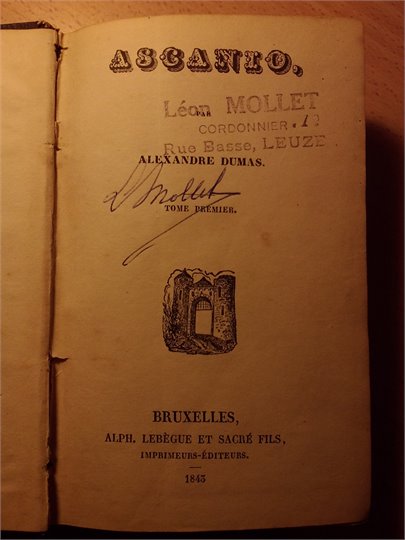 ASCANIO,
PAR
Léon MOLLET
CORDONNIER
Rue Basse, LEUZE
ALEXANDRE DUMAS.
L Mollet
TOME PREMIER.
BRUXELLES,
ALPH. LEBÈGUE ET SACRÉ FILS,
IMPRIMEURS-ÉDITEURS.
1843